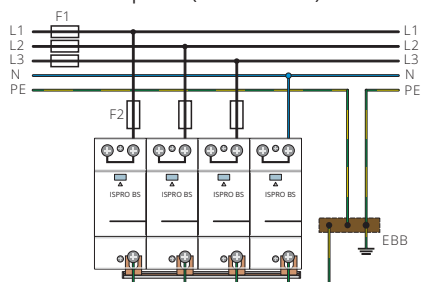 F1
L1 L1
L2 L2
L3 L3
N N
PE PE
F2
ISPRO BS ISPRO BS ISPRO BS ISPRO BS
EBB